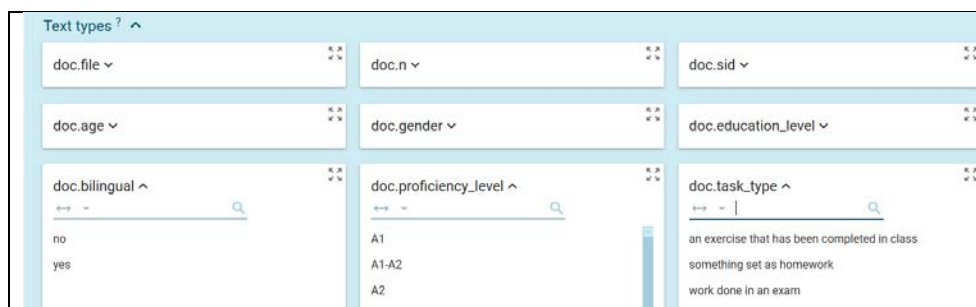 Text types ?
doc.file
doc.n
doc.sid
doc.age
doc.gender
doc.education_level
doc.bilingual
doc.proficiency_level
doc.task_type
no
A1
an exercise that has been completed in class
yes
A1-A2
something set as homework
A2
work done in an exam